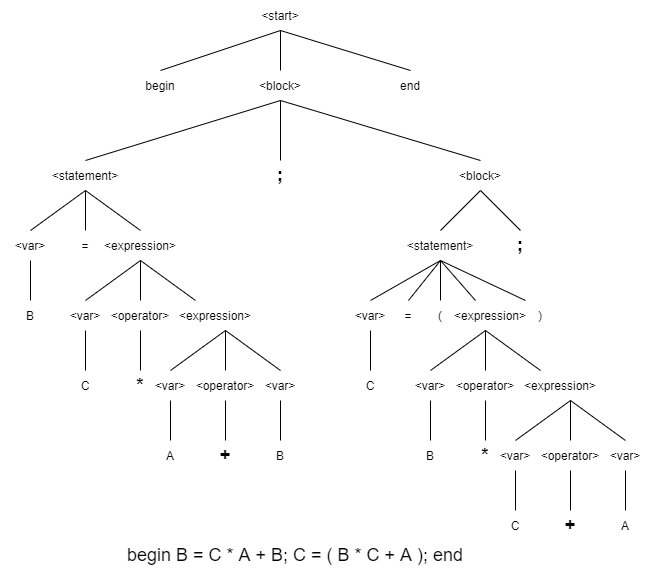 <start>
begin <block> end
<statement> ; <block>
<var> = <expression> <statement> ;
B <var> <operator> <expression> <var> = ( <expression> )
C * <var> <operator> <var> C <var> <operator> <expression>
A + B B * <var> <operator> <var>
C + A
begin B = C * A + B; C = ( B * C + A ); end